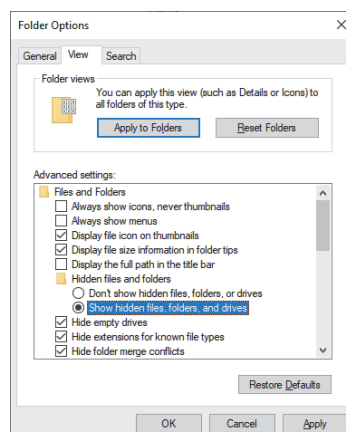 Folder Options
General View Search
Folder views
You can apply this view (such as Details or Icons) to
all folders of this type.
Apply to Folders Reset Folders
Advanced settings:
Files and Folders
Always show icons, never thumbnails
Always show menus
Display file icon on thumbnails
Display file size information in folder tips
Display the full path in the title bar
Hidden files and folders
Don't show hidden files, folders, or drives
Show hidden files, folders, and drives
Hide empty drives
Hide extensions for known file types
Hide folder merge conflicts
Restore Defaults
OK Cancel Apply